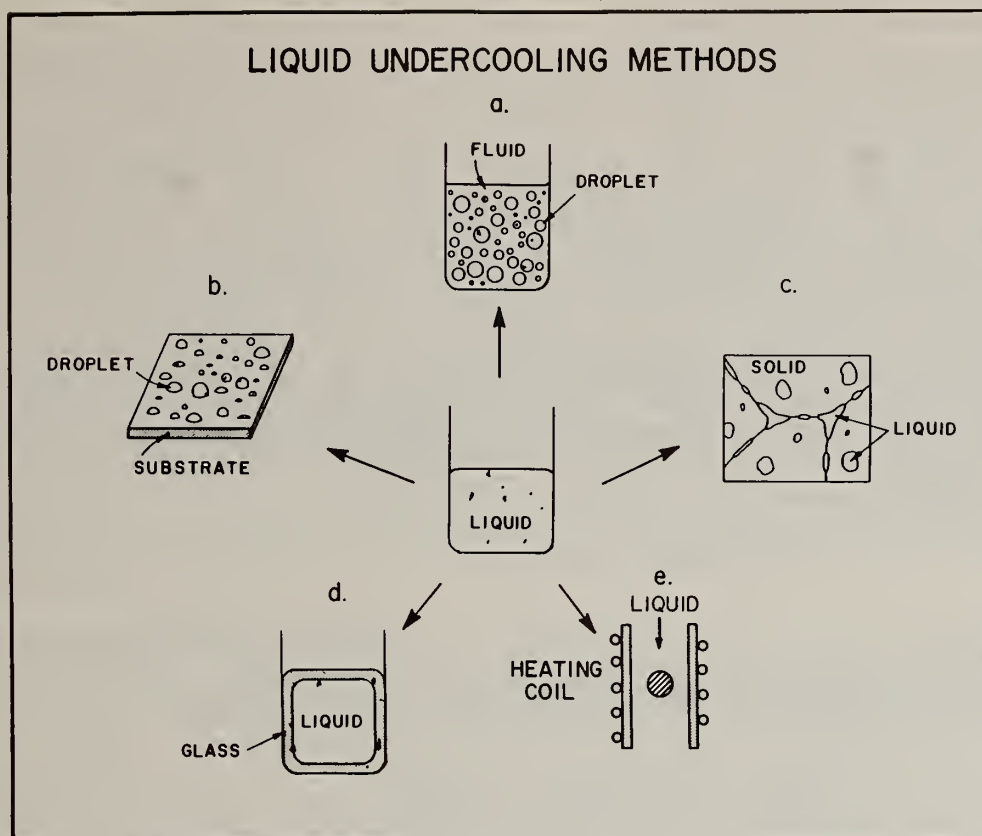 LIQUID UNDERCOOLING METHODS
a.
FLUID
DROPLET
b.
DROPLET
SUBSTRATE
c.
SOLID
LIQUID
LIQUID
d.
LIQUID
GLASS
e.
LIQUID
HEATING
COIL